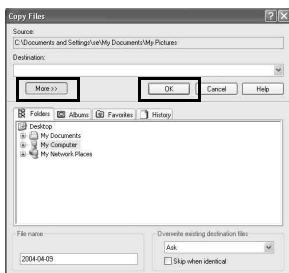 Copy Files
Source:
C:\Documents and Settings\se\My Documents\My Pictures
Destination:
More >>
OK
Cancel
Help
Folders
Albums
Favorites
History
Desktop
My Documents
My Computer
My Network Places
File name
2004-04-09
Overwrite existing destination files
Ask
Skip when identical